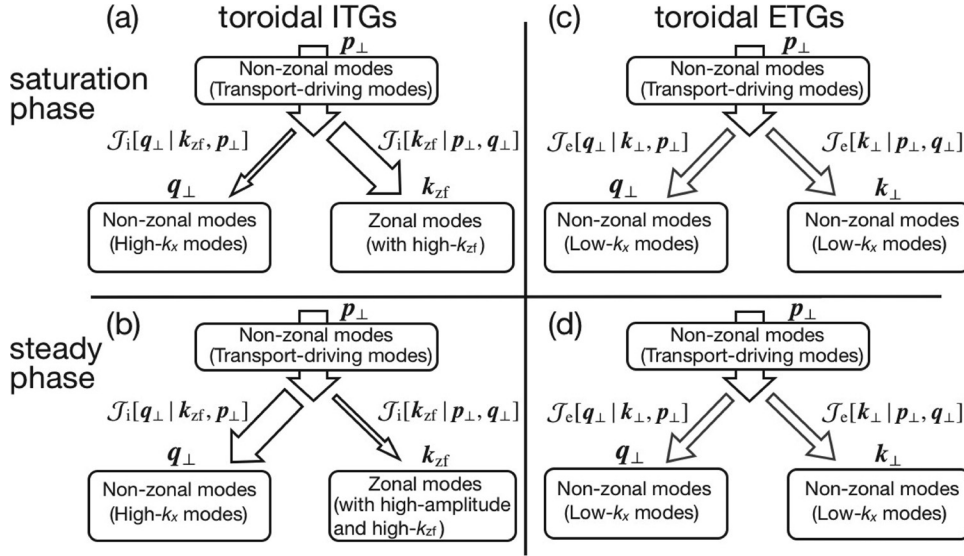 (a) toroidal ITGs
saturation
phase
p⊥
Non-zonal modes
(Transport-driving modes)
𝒥i[q⊥ | kzf, p⊥]
𝒥i[kzf | p⊥, q⊥]
q⊥
kzf
Non-zonal modes
(High-kx modes)
Zonal modes
(with high-kzf)
(c) toroidal ETGs
p⊥
Non-zonal modes
(Transport-driving modes)
𝒥e[q⊥ | k⊥, p⊥]
𝒥e[k⊥ | p⊥, q⊥]
q⊥
k⊥
Non-zonal modes
(Low-kx modes)
Non-zonal modes
(Low-kx modes)
(b)
steady
phase
p⊥
Non-zonal modes
(Transport-driving modes)
𝒥i[q⊥ | kzf, p⊥]
𝒥i[kzf | p⊥, q⊥]
q⊥
kzf
Non-zonal modes
(High-kx modes)
Zonal modes
(with high-amplitude
and high-kzf)
(d)
p⊥
Non-zonal modes
(Transport-driving modes)
𝒥e[q⊥ | k⊥, p⊥]
𝒥e[k⊥ | p⊥, q⊥]
q⊥
k⊥
Non-zonal modes
(Low-kx modes)
Non-zonal modes
(Low-kx modes)